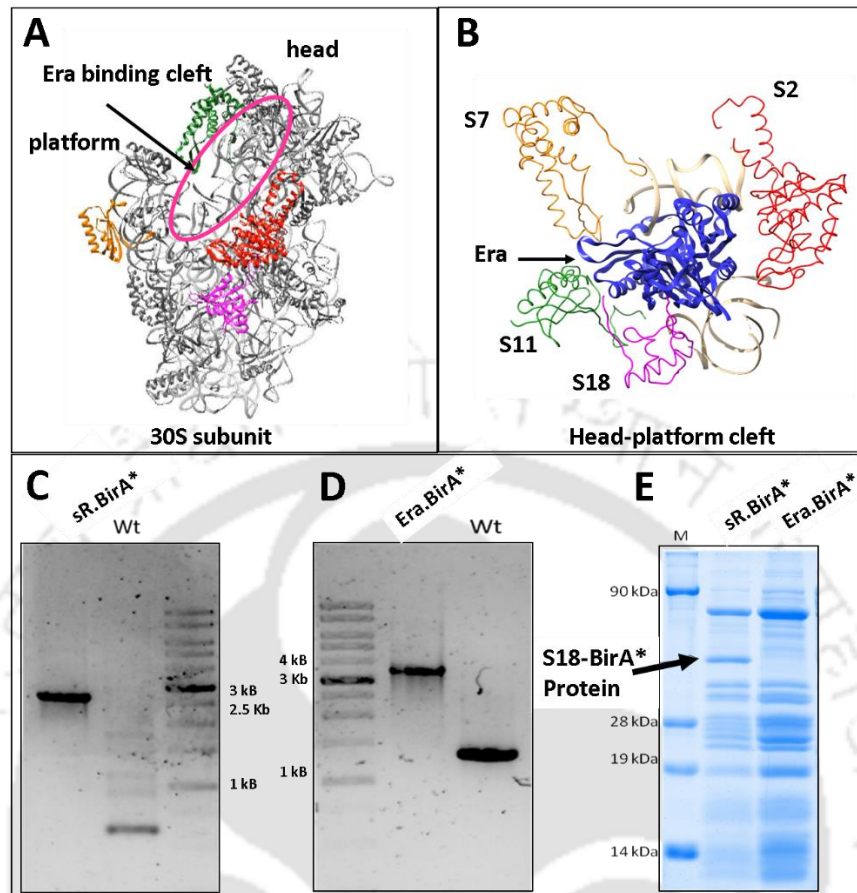 A
head
Era binding cleft
platform
30S subunit
B
S2
S7
Era
S11
S18
Head-platform cleft
C
sR.BirA*
Wt
3 kB
2.5 Kb
1 kB
D
Era.BirA*
Wt
4 kB
3 Kb
1 kB
E
sR.BirA*
Era.BirA*
M
90 kDa
S18-BirA*
Protein
28 kDa
19 kDa
14 kDa